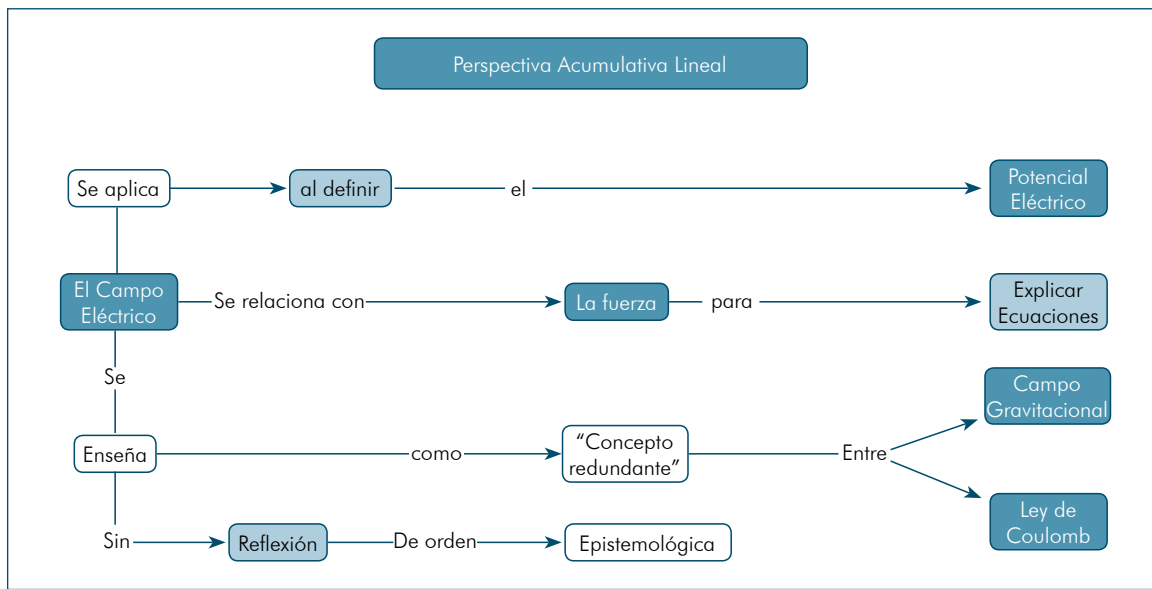 Perspectiva Acumulativa Lineal
Se aplica
al definir
el
Potencial
Eléctrico
El Campo
Eléctrico
Se relaciona con
La fuerza
para
Explicar
Ecuaciones
Se
Campo
Gravitacional
Enseña
como
“Concepto
redundante”
Entre
Ley de
Coulomb
Sin
Reflexión
De orden
Epistemológica